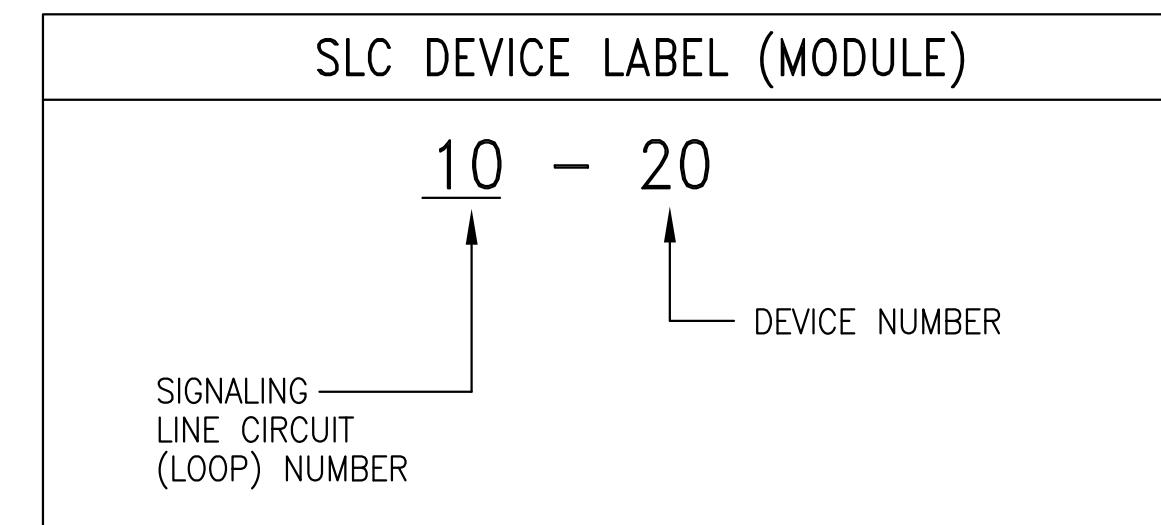 SLC DEVICE LABEL (MODULE)
10 - 20
DEVICE NUMBER
SIGNALING
LINE CIRCUIT
(LOOP) NUMBER